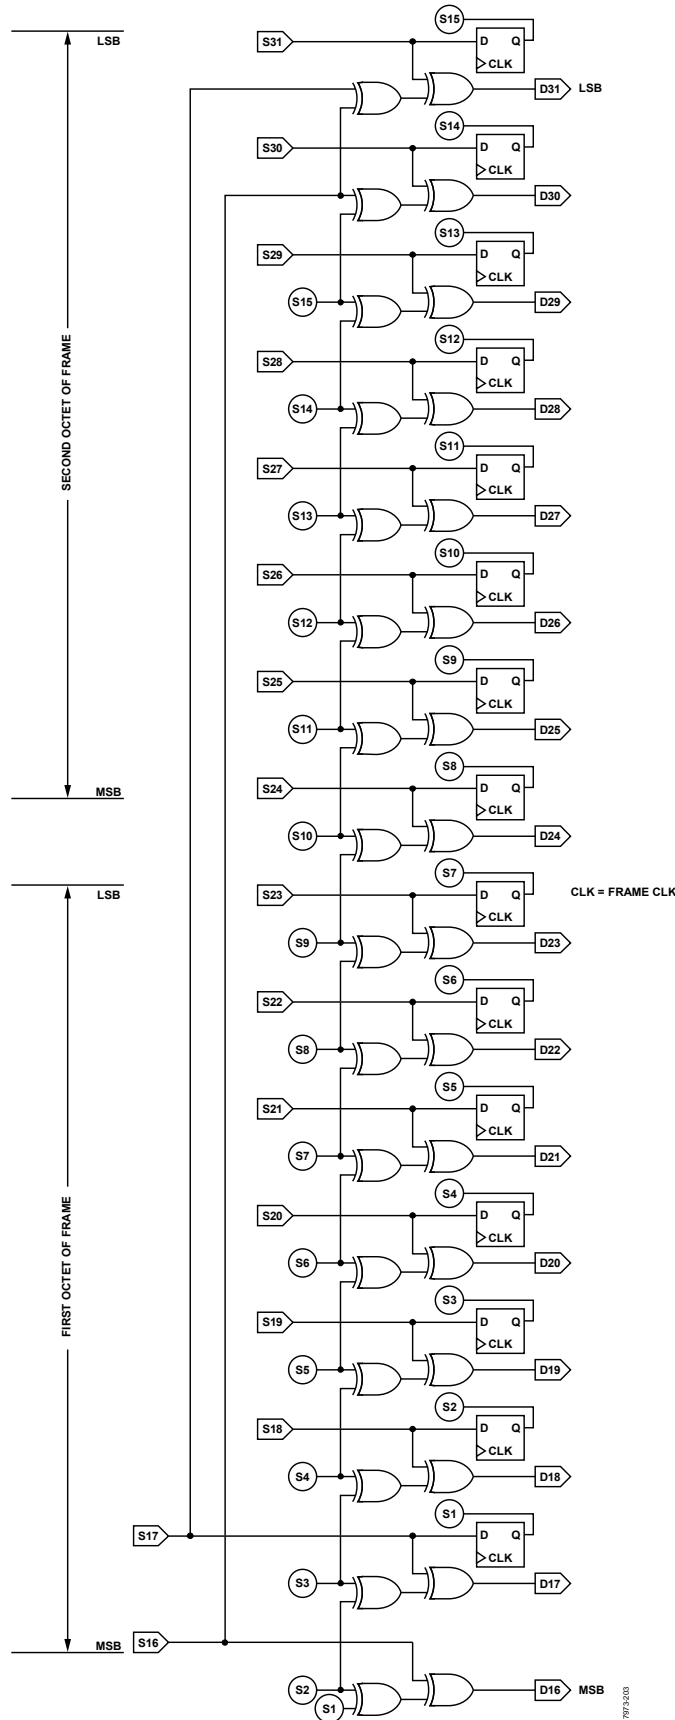 S15
LSB
S31
D Q
CLK
D31 LSB
S14
S30
D Q
CLK
D30
S13
S29
D Q
CLK
S15
D29
S12
S28
D Q
CLK
S14
D28
SECOND OCTET OF FRAME
S11
S27
D Q
CLK
S13
D27
S10
S26
D Q
CLK
S12
D26
S9
S25
D Q
CLK
S11
D25
S8
MSB
S24
D Q
CLK
S10
D24
S7
LSB
S23
D Q
CLK = FRAME CLK
CLK
S9
D23
S6
S22
D Q
CLK
S8
D22
S5
S21
D Q
CLK
S7
D21
S4
S20
D Q
CLK
S6
D20
FIRST OCTET OF FRAME
S3
S19
D Q
CLK
S5
D19
S2
S18
D Q
CLK
S4
D18
S1
S17
D Q
CLK
S3
D17
MSB
S16
S2
D16 MSB
S1
7973-203